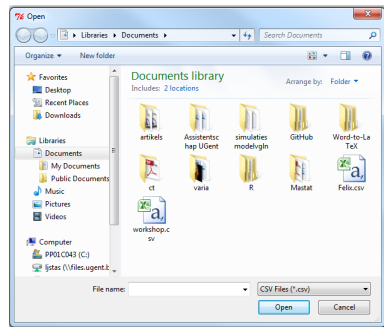 Open
Libraries ▸ Documents ▸
Search Documents
Organize ▾ New folder
Favorites
Desktop
Recent Places
Downloads
Libraries
Documents
My Documents
Public Documents
Music
Pictures
Videos
Computer
PP01C043 (C:)
ljstas (\\files.ugent.b
Documents library
Includes: 2 locations
Arrange by: Folder ▾
artikels
Assistentsc
hap UGent
simulaties
modelvgln
GitHub
Word-to-La
TeX
ct
varia
R
Mastat
Felix.csv
workshop.c
sv
File name:
CSV Files (*.csv)
Open
Cancel